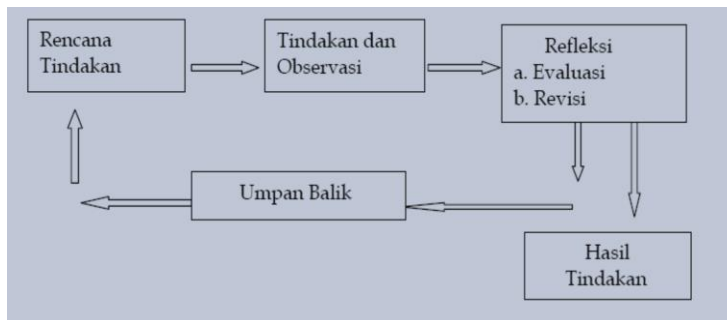 Rencana
Tindakan
Tindakan dan
Observasi
Refleksi
a. Evaluasi
b. Revisi
Umpan Balik
Hasil
Tindakan